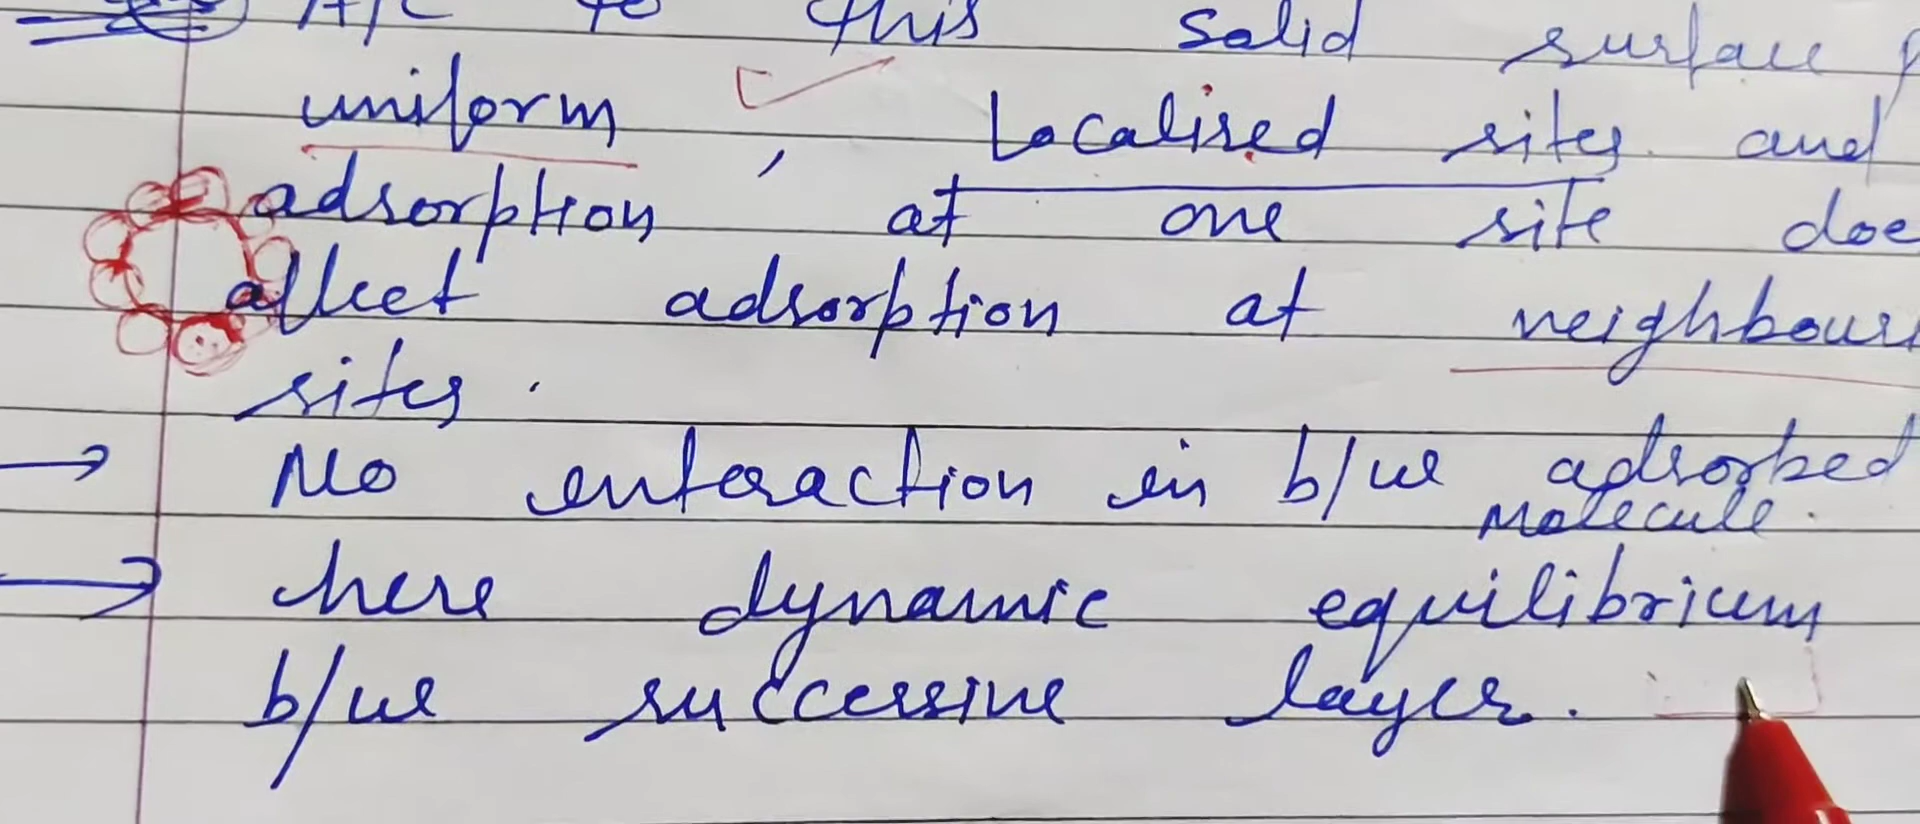 A/c to this solid surface p
uniform, Localised sites and
adsorption at one site doe
affect adsorption at neighbour
sites.
No interaction in b/w adsorbed
molecule.
here dynamic equilibrium
b/w successive layer.